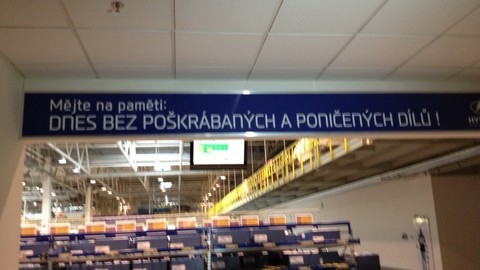 Mějte na paměti:
DNES BEZ POŠKRÁBANÝCH A PONIČENÝCH DÍLŮ !